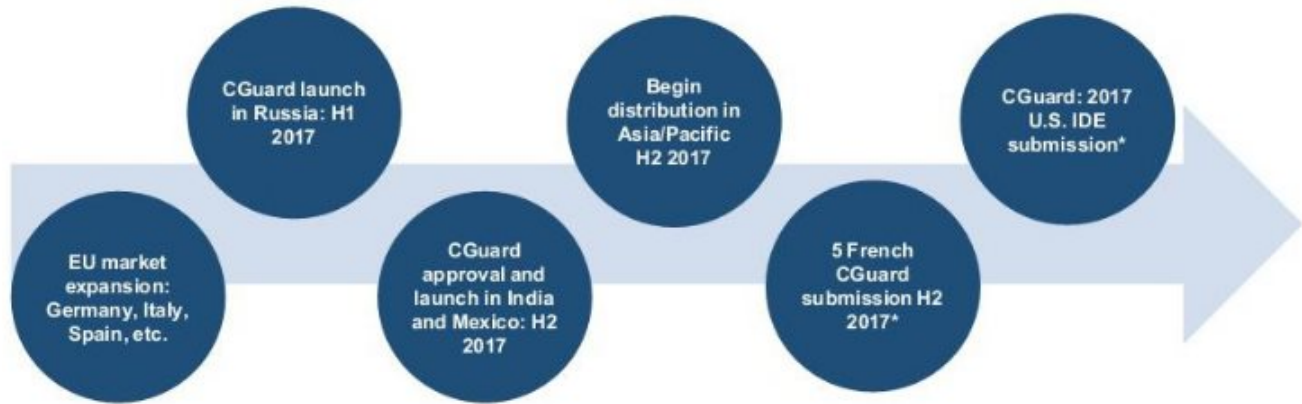 EU market
expansion:
Germany, Italy,
Spain, etc.
CGuard launch
in Russia: H1
2017
CGuard
approval and
launch in India
and Mexico: H2
2017
Begin
distribution in
Asia/Pacific
H2 2017
5 French
CGuard
submission H2
2017*
CGuard: 2017
U.S. IDE
submission*